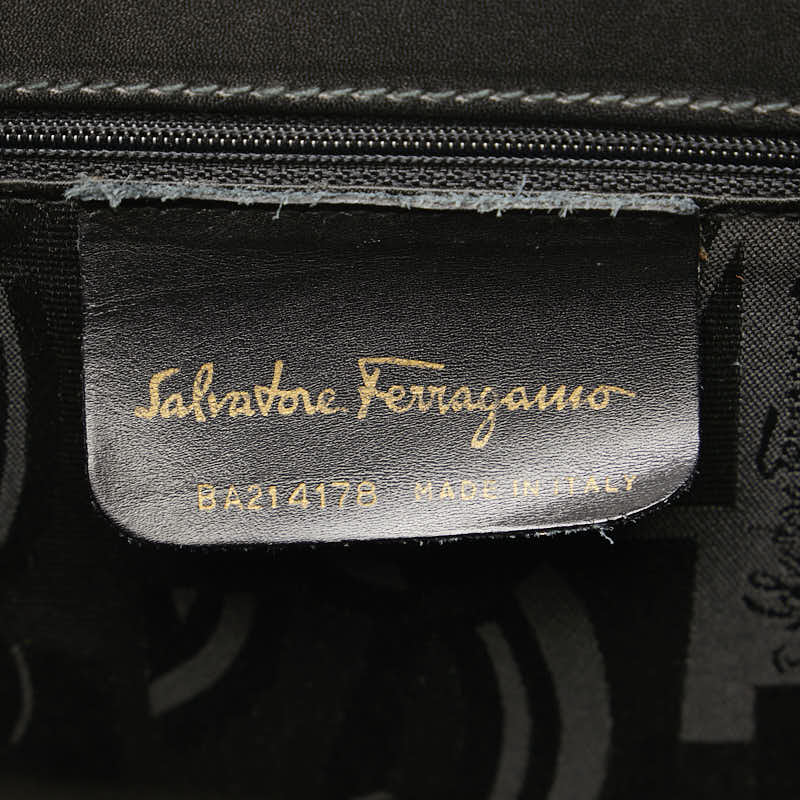 Salvatore Ferragamo
BA214178 MADE IN ITALY